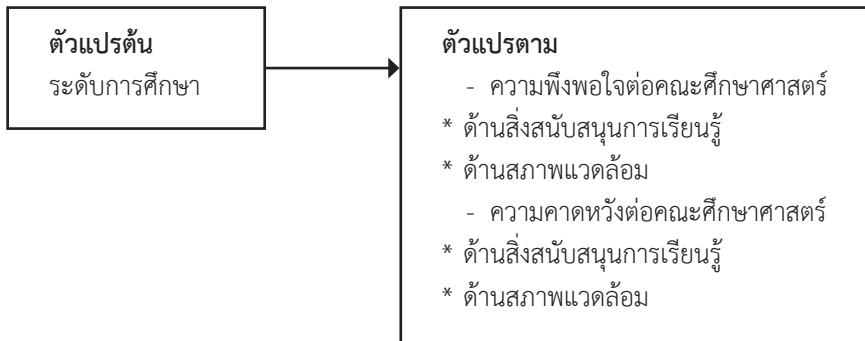 ตัวแปรต้น
ระดับการศึกษา
ตัวแปรตาม
- ความพึงพอใจต่อคณะศึกษาศาสตร์
* ด้านสิ่งสนับสนุนการเรียนรู้
* ด้านสภาพแวดล้อม
- ความคาดหวังต่อคณะศึกษาศาสตร์
* ด้านสิ่งสนับสนุนการเรียนรู้
* ด้านสภาพแวดล้อม